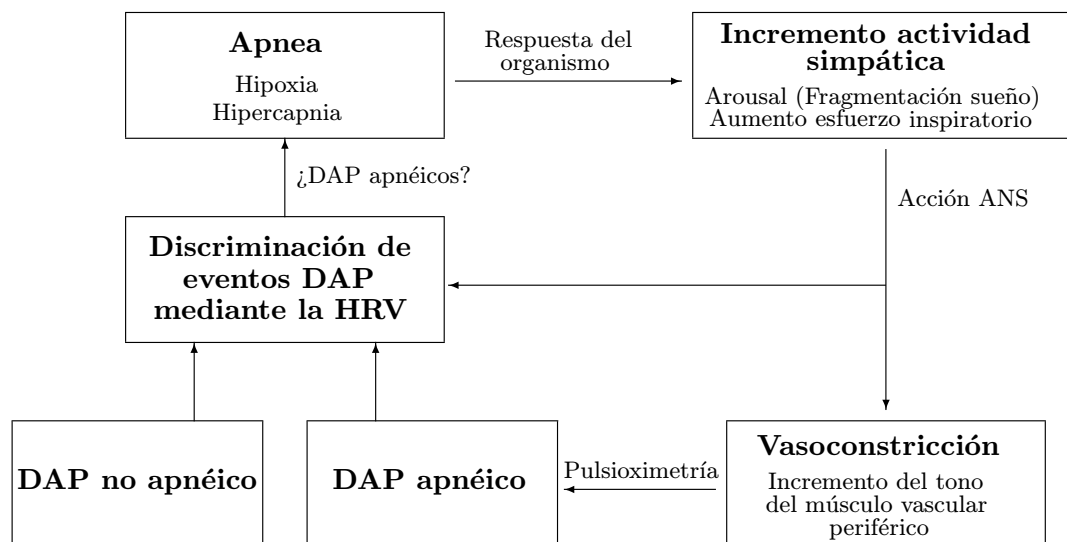 Apnea
Hipoxia
Hipercapnia
Respuesta del
organismo
Incremento actividad
simpática
Arousal (Fragmentación sueño)
Aumento esfuerzo inspiratorio
¿DAP apnéicos?
Acción ANS
Discriminación de
eventos DAP
mediante la HRV
DAP no apnéico
DAP apnéico
Pulsioximetría
Vasoconstricción
Incremento del tono
del músculo vascular
periférico